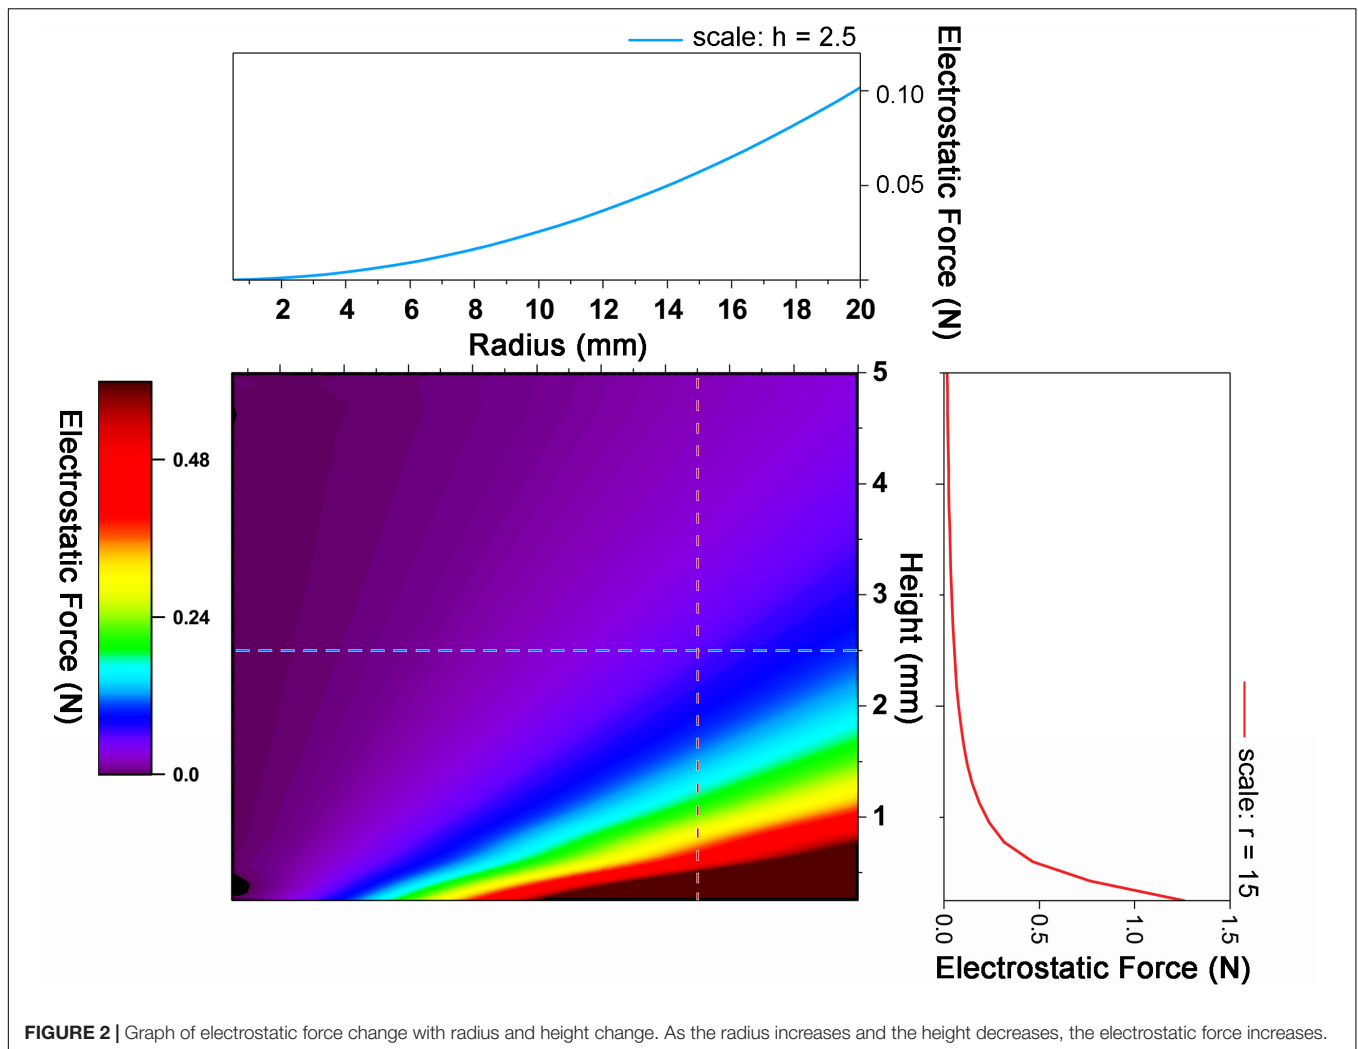 scale: h = 2.5
0.10
0.05
Electrostatic Force (N)
2 4 6 8 10 12 14 16 18 20
Radius (mm)
Electrostatic Force (N)
0.48
0.24
0.0
5
4
3
2
1
Height (mm)
scale: r = 15
0.0 0.5 1.0 1.5
Electrostatic Force (N)
FIGURE 2 | Graph of electrostatic force change with radius and height change. As the radius increases and the height decreases, the electrostatic force increases.